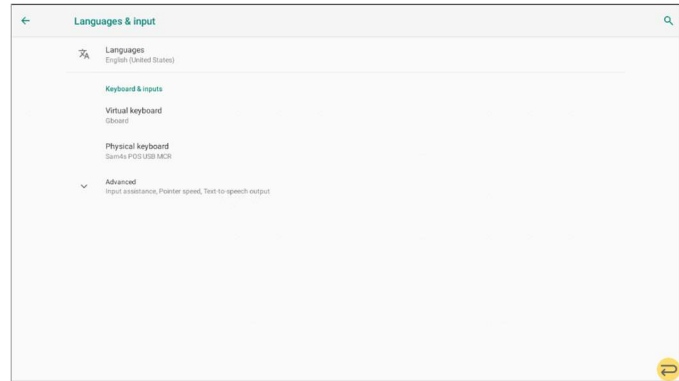 Languages & input
Languages
English (United States)
Keyboard & inputs
Virtual keyboard
Gboard
Physical keyboard
Sam4s POS USB MCR
Advanced
Input assistance, Pointer speed, Text-to-speech output